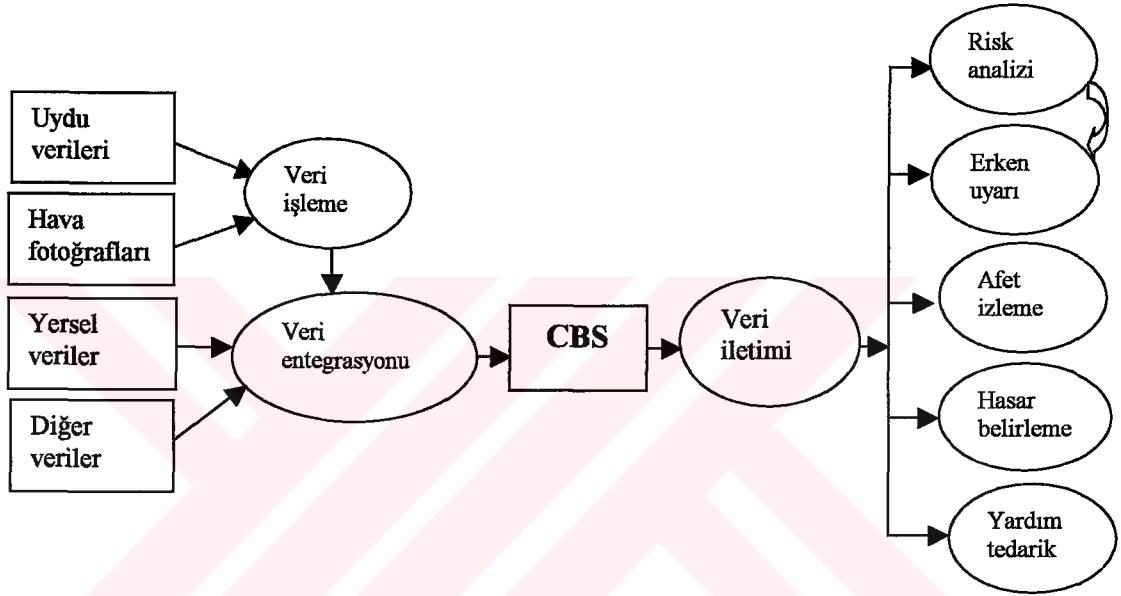 Uydu
verileri
Hava
fotoğrafları
Yersel
veriler
Diğer
veriler
Veri
işleme
Veri
entegrasyonu
CBS
Veri
iletimi
Risk
analizi
Erken
uyarı
Afet
izleme
Hasar
belirleme
Yardım
tedarik